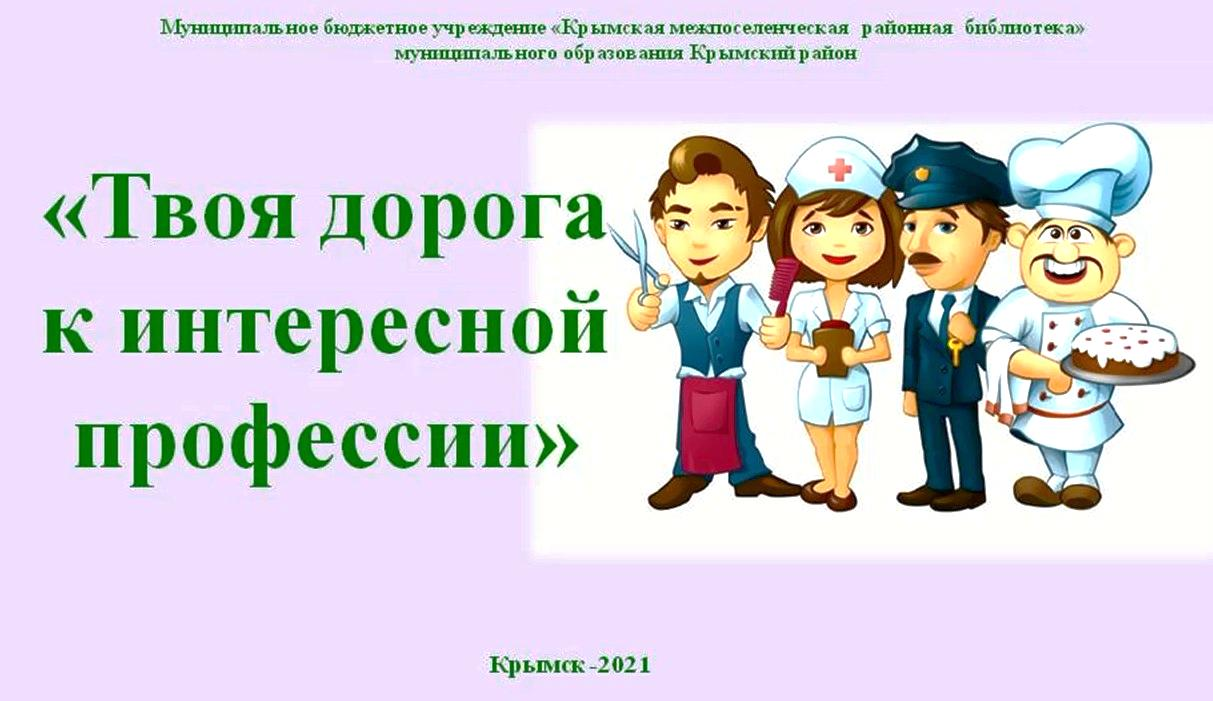 Муниципальное бюджетное учреждение «Крымская межпоселенческая районная библиотека»
муниципального образования Крымский район
«Твоя дорога
к интересной
профессии»
Крымск -2021